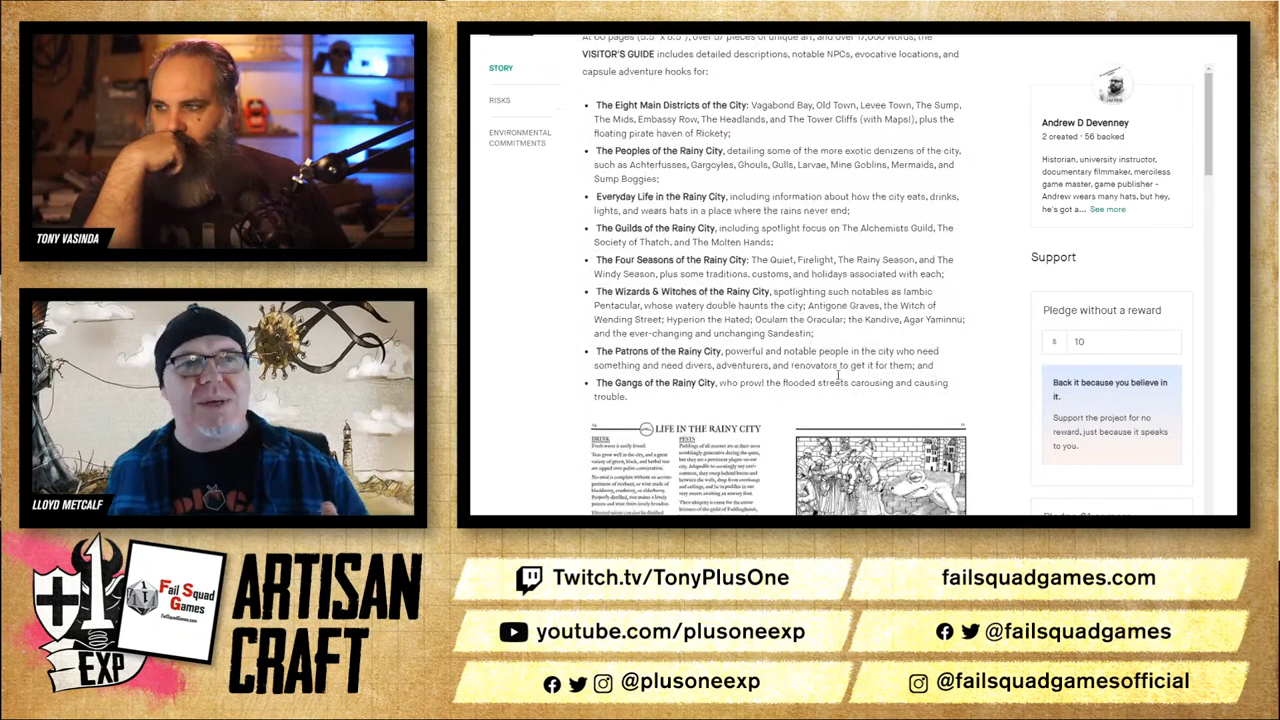 TONY VASINDA
LLOYD METCALF
STORY
RISKS
ENVIRONMENTAL
COMMITMENTS
VISITOR'S GUIDE includes detailed descriptions, notable NPCs, evocative locations, and
capsule adventure hooks for:
• The Eight Main Districts of the City: Vagabond Bay, Old Town, Levee Town, The Sump,
The Mids, Embassy Row, The Headlands, and The Tower Cliffs (with Maps!), plus the
floating pirate haven of Rickety;
• The Peoples of the Rainy City, detailing some of the more exotic denizens of the city,
such as Achterfusses, Gargoyles, Ghouls, Gulls, Larvae, Mine Goblins, Mermaids, and
Sump Boggies;
• Everyday Life in the Rainy City, including information about how the city eats, drinks,
lights, and wears hats in a place where the rains never end;
• The Guilds of the Rainy City, including spotlight focus on The Alchemists Guild, The
Society of Thatch, and The Molten Hands;
• The Four Seasons of the Rainy City: The Quiet, Firelight, The Rainy Season, and The
Windy Season, plus some traditions, customs, and holidays associated with each;
• The Wizards & Witches of the Rainy City, spotlighting such notables as Iambic
Pentacular, whose watery double haunts the city; Antigone Graves, the Witch of
Wending Street; Hyperion the Hated; Oculam the Oracular; the Kandive, Agar Yaminnu;
and the ever-changing and unchanging Sandestin;
• The Patrons of the Rainy City, powerful and notable people in the city who need
something and need divers, adventurers, and renovators to get it for them; and
• The Gangs of the Rainy City, who prowl the flooded streets carousing and causing
trouble.
LIFE IN THE RAINY CITY
DRINK
PESTS
Andrew D Devenney
2 created · 56 backed
Historian, university instructor,
documentary filmmaker, merciless
game master, game publisher -
Andrew wears many hats, but hey,
he's got a... See more
Support
Pledge without a reward
$ 10
Back it because you believe in
it.
Support the project for no
reward, just because it speaks
to you.
+1
EXP
Fail Squad
Games
FailSquadGames.com
ARTISAN
CRAFT
Twitch.tv/TonyPlusOne
youtube.com/plusoneexp
@plusoneexp
failsquadgames.com
@failsquadgames
@failsquadgamesofficial